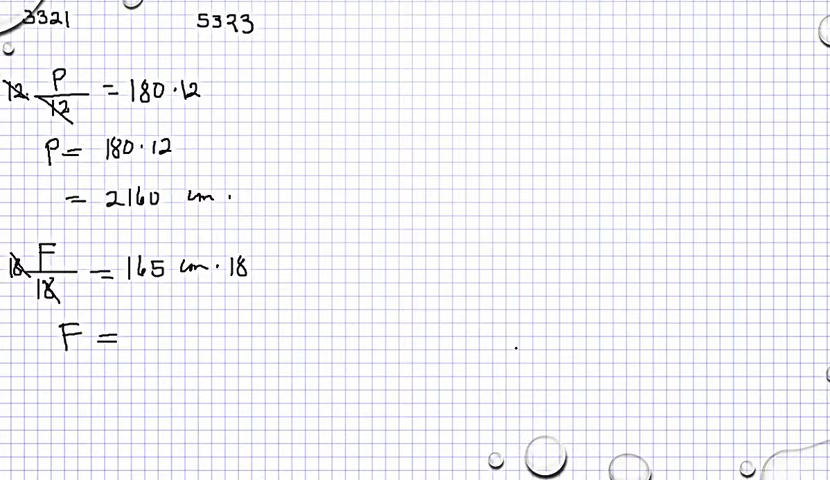 3321 5323
12 P/12 = 180·12
P = 180·12
= 2160 cm.
18 F/18 = 165 cm·18
F =